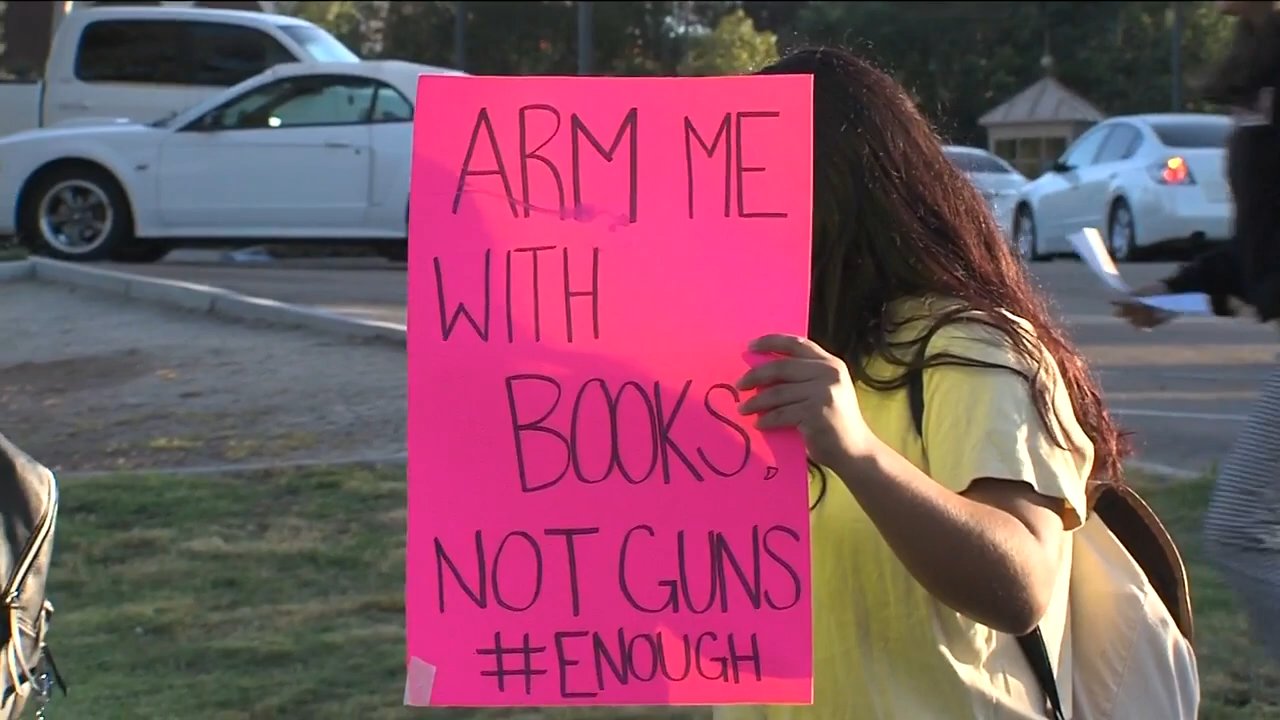 ARM ME
WITH
BOOKS,
NOT GUNS
#ENOUGH